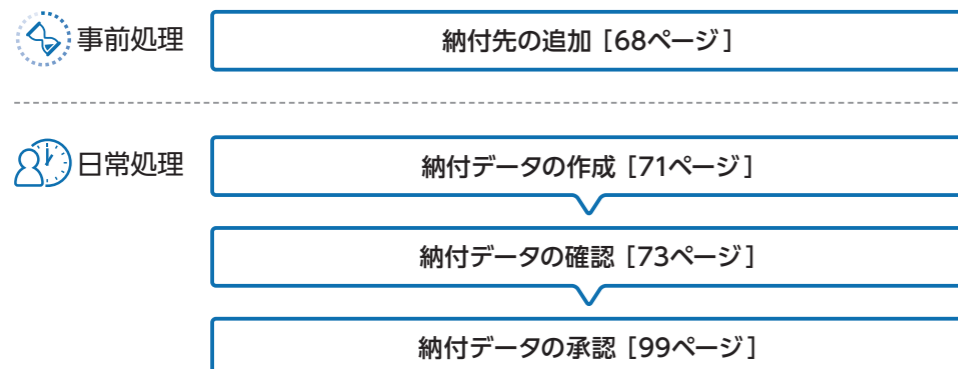 事前処理
納付先の追加 [68ページ]
日常処理
納付データの作成 [71ページ]
納付データの確認 [73ページ]
納付データの承認 [99ページ]